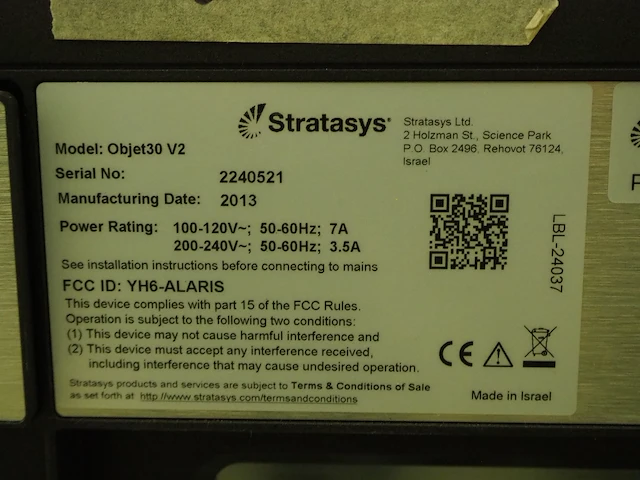 Stratasys
Stratasys Ltd.
2 Holzman St., Science Park
P.O. Box 2496, Rehovot 76124,
Israel
Model: Objet30 V2
Serial No: 2240521
Manufacturing Date: 2013
Power Rating: 100-120V~; 50-60Hz; 7A
200-240V~; 50-60Hz; 3.5A
See installation instructions before connecting to mains
FCC ID: YH6-ALARIS
This device complies with part 15 of the FCC Rules.
Operation is subject to the following two conditions:
(1) This device may not cause harmful interference and
(2) This device must accept any interference received,
including interference that may cause undesired operation.
Stratasys products and services are subject to Terms & Conditions of Sale
as set forth at http://www.stratasys.com/termsandconditions
LBL-24037
CE
Made in Israel